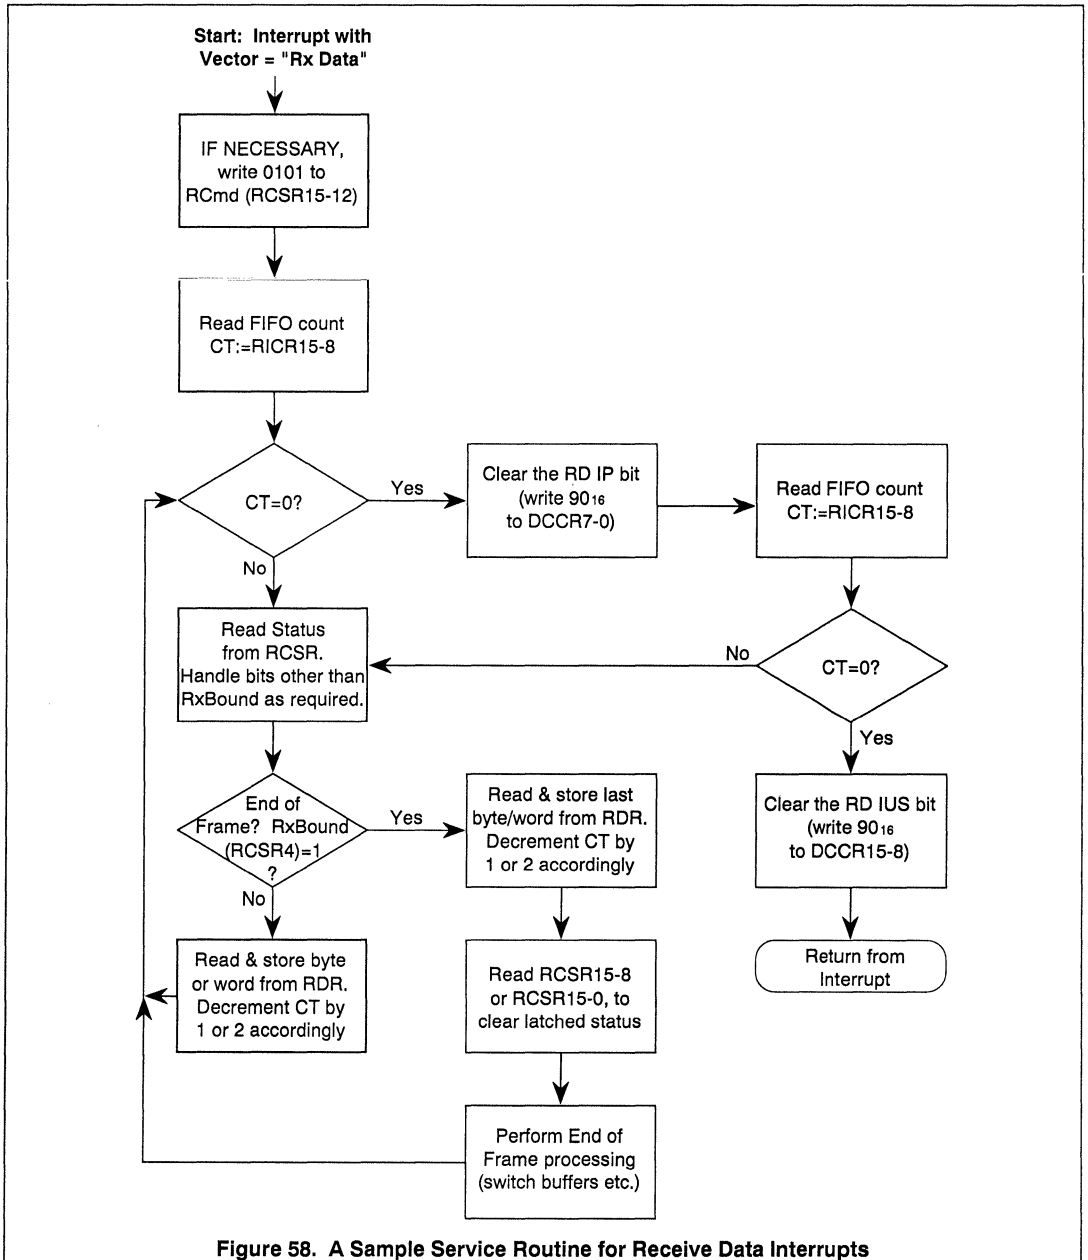 Start: Interrupt with
Vector = "Rx Data"
IF NECESSARY,
write 0101 to
RCmd (RCSR15-12)
Read FIFO count
CT:=RICR15-8
CT=0?
Yes
No
Clear the RD IP bit
(write 90₁₆
to DCCR7-0)
Read FIFO count
CT:=RICR15-8
CT=0?
No
Yes
Read Status
from RCSR.
Handle bits other than
RxBound as required.
End of
Frame? RxBound
(RCSR4)=1
?
Yes
No
Read & store last
byte/word from RDR.
Decrement CT by
1 or 2 accordingly
Clear the RD IUS bit
(write 90₁₆
to DCCR15-8)
Return from
Interrupt
Read & store byte
or word from RDR.
Decrement CT by
1 or 2 accordingly
Read RCSR15-8
or RCSR15-0, to
clear latched status
Perform End of
Frame processing
(switch buffers etc.)
Figure 58. A Sample Service Routine for Receive Data Interrupts